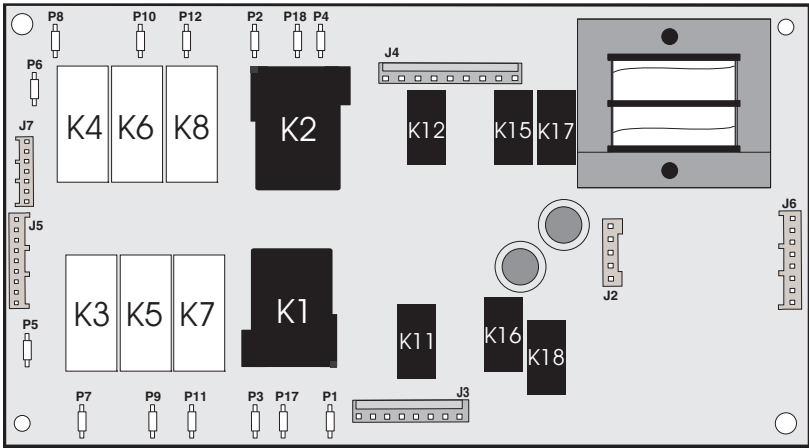 P8 P10 P12 P2 P18 P4
J4
P6
K4 K6 K8 K2 K12 K15 K17
J7
J5 J6
J2
K3 K5 K7 K1 K11 K16 K18
P5
P7 P9 P11 P3 P17 P1 J3